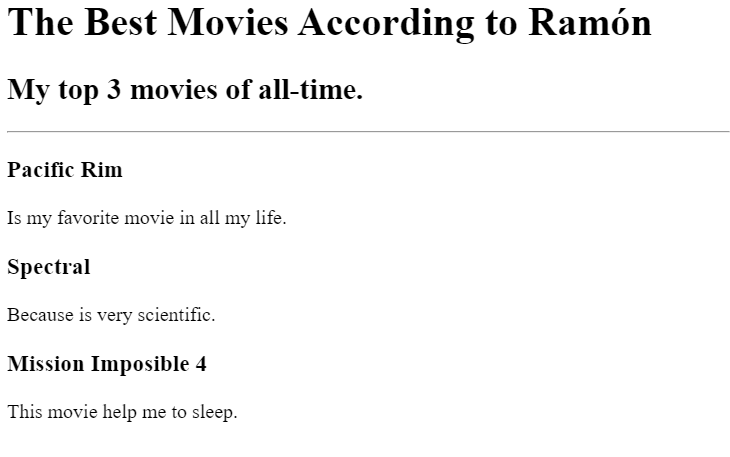 The Best Movies According to Ramón
My top 3 movies of all-time.
Pacific Rim
Is my favorite movie in all my life.
Spectral
Because is very scientific.
Mission Imposible 4
This movie help me to sleep.